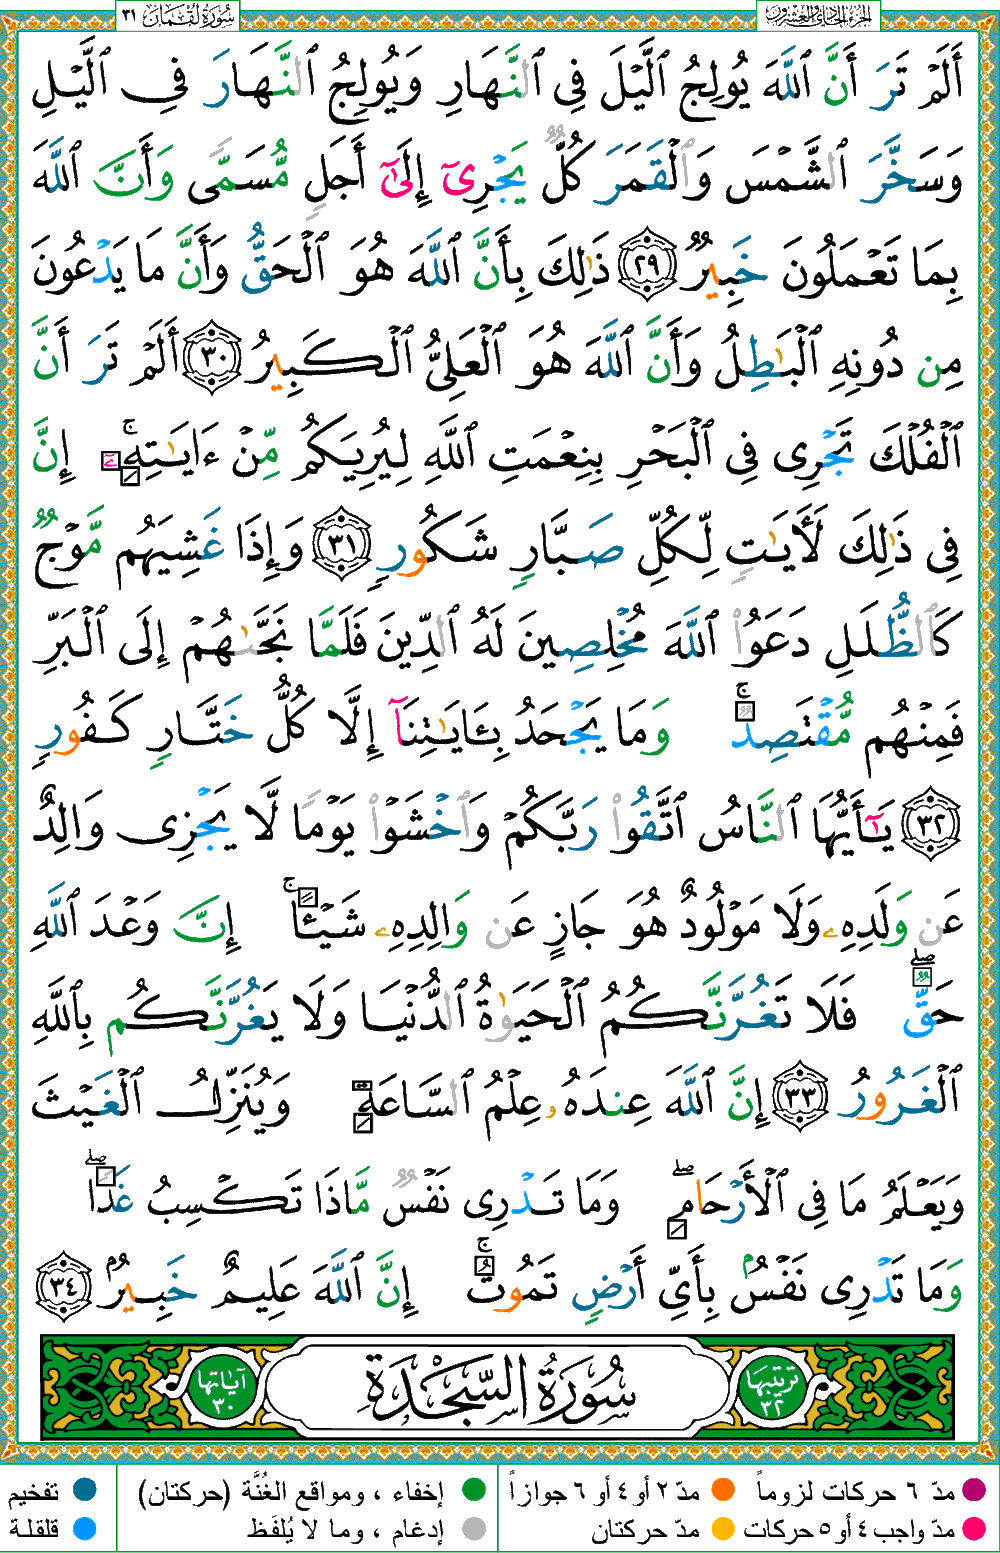 الجزء الحادي والعشرون
سُورَةُ لُقْمَان ٣١
أَلَمْ تَرَ أَنَّ ٱللَّهَ يُولِجُ ٱلَّيْلَ فِى ٱلنَّهَارِ وَيُولِجُ ٱلنَّهَارَ فِى ٱلَّيْلِ
وَسَخَّرَ ٱلشَّمْسَ وَٱلْقَمَرَ كُلٌّ يَجْرِىٓ إِلَىٰٓ أَجَلٍ مُّسَمًّى وَأَنَّ ٱللَّهَ
بِمَا تَعْمَلُونَ خَبِيرٌ ٢٩ ذَٰلِكَ بِأَنَّ ٱللَّهَ هُوَ ٱلْحَقُّ وَأَنَّ مَا يَدْعُونَ
مِن دُونِهِ ٱلْبَٰطِلُ وَأَنَّ ٱللَّهَ هُوَ ٱلْعَلِىُّ ٱلْكَبِيرُ ٣٠ أَلَمْ تَرَ أَنَّ
ٱلْفُلْكَ تَجْرِى فِى ٱلْبَحْرِ بِنِعْمَتِ ٱللَّهِ لِيُرِيَكُم مِّنْ ءَايَٰتِهِۦٓ ۚ إِنَّ
فِى ذَٰلِكَ لَءَايَٰتٍ لِّكُلِّ صَبَّارٍ شَكُورٍ ٣١ وَإِذَا غَشِيَهُم مَّوْجٌ
كَٱلظُّلَلِ دَعَوُا۟ ٱللَّهَ مُخْلِصِينَ لَهُ ٱلدِّينَ فَلَمَّا نَجَّىٰهُمْ إِلَى ٱلْبَرِّ
فَمِنْهُم مُّقْتَصِدٌ ۚ وَمَا يَجْحَدُ بِـَٔايَٰتِنَآ إِلَّا كُلُّ خَتَّارٍ كَفُورٍ
٣٢ يَٰٓأَيُّهَا ٱلنَّاسُ ٱتَّقُوا۟ رَبَّكُمْ وَٱخْشَوْا۟ يَوْمًا لَّا يَجْزِى وَالِدٌ
عَن وَلَدِهِۦ وَلَا مَوْلُودٌ هُوَ جَازٍ عَن وَالِدِهِۦ شَيْـًٔا ۚ إِنَّ وَعْدَ ٱللَّهِ
حَقٌّ ۖ فَلَا تَغُرَّنَّكُمُ ٱلْحَيَوٰةُ ٱلدُّنْيَا وَلَا يَغُرَّنَّكُم بِٱللَّهِ
ٱلْغَرُورُ ٣٣ إِنَّ ٱللَّهَ عِندَهُۥ عِلْمُ ٱلسَّاعَةِ وَيُنَزِّلُ ٱلْغَيْثَ
وَيَعْلَمُ مَا فِى ٱلْأَرْحَامِ ۖ وَمَا تَدْرِى نَفْسٌ مَّاذَا تَكْسِبُ غَدًا ۖ
وَمَا تَدْرِى نَفْسٌۢ بِأَىِّ أَرْضٍ تَمُوتُ ۚ إِنَّ ٱللَّهَ عَلِيمٌ خَبِيرٌۢ ٣٤
ترتيبها ٣٢ سُورَةُ السَّجْدَةِ آياتها ٣٠
مدّ ٦ حركات لزوماً مدّ ٢ أو ٤ أو ٦ جوازاً إخفاء ، ومواقع الغُنَّة (حركتان) تفخيم
مدّ واجب ٤ أو ٥ حركات مدّ حركتان إدغام ، وما لا يُلفَظ قلقلة